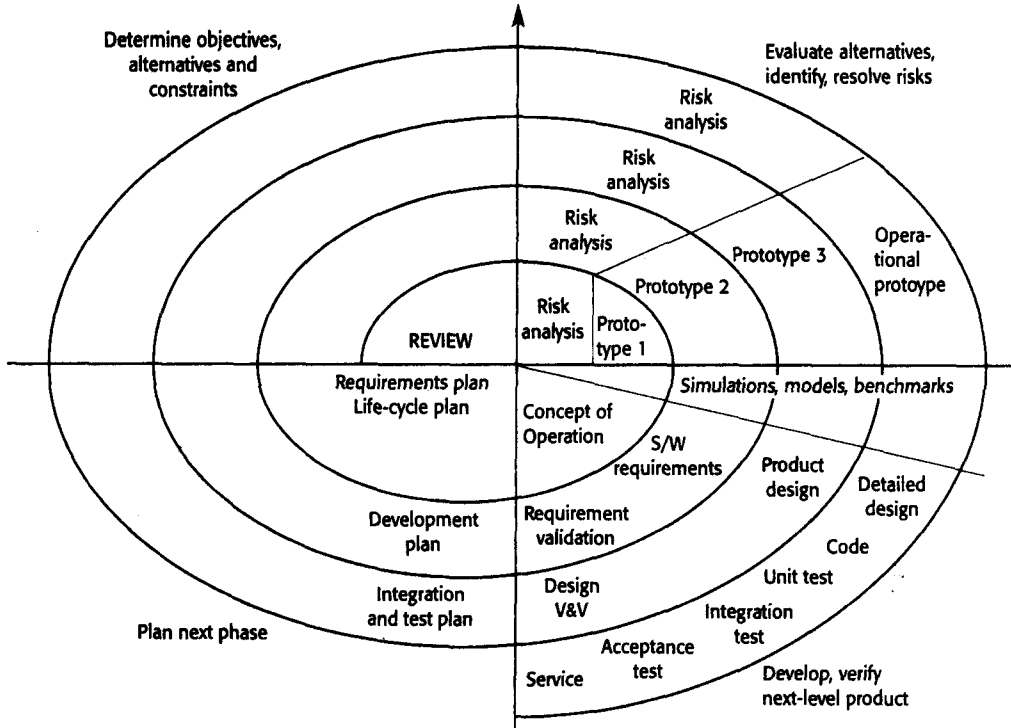 Determine objectives,
alternatives and
constraints
Evaluate alternatives,
identify, resolve risks
Risk
analysis
Risk
analysis
Risk
analysis
Opera-
tional
protoype
Prototype 3
Prototype 2
Risk
analysis
Proto-
type 1
REVIEW
Requirements plan
Life-cycle plan
Simulations, models, benchmarks
Concept of
Operation
S/W
requirements
Product
design
Detailed
design
Development
plan
Requirement
validation
Code
Unit test
Integration
and test plan
Design
V&V
Integration
test
Plan next phase
Acceptance
test
Service
Develop, verify
next-level product